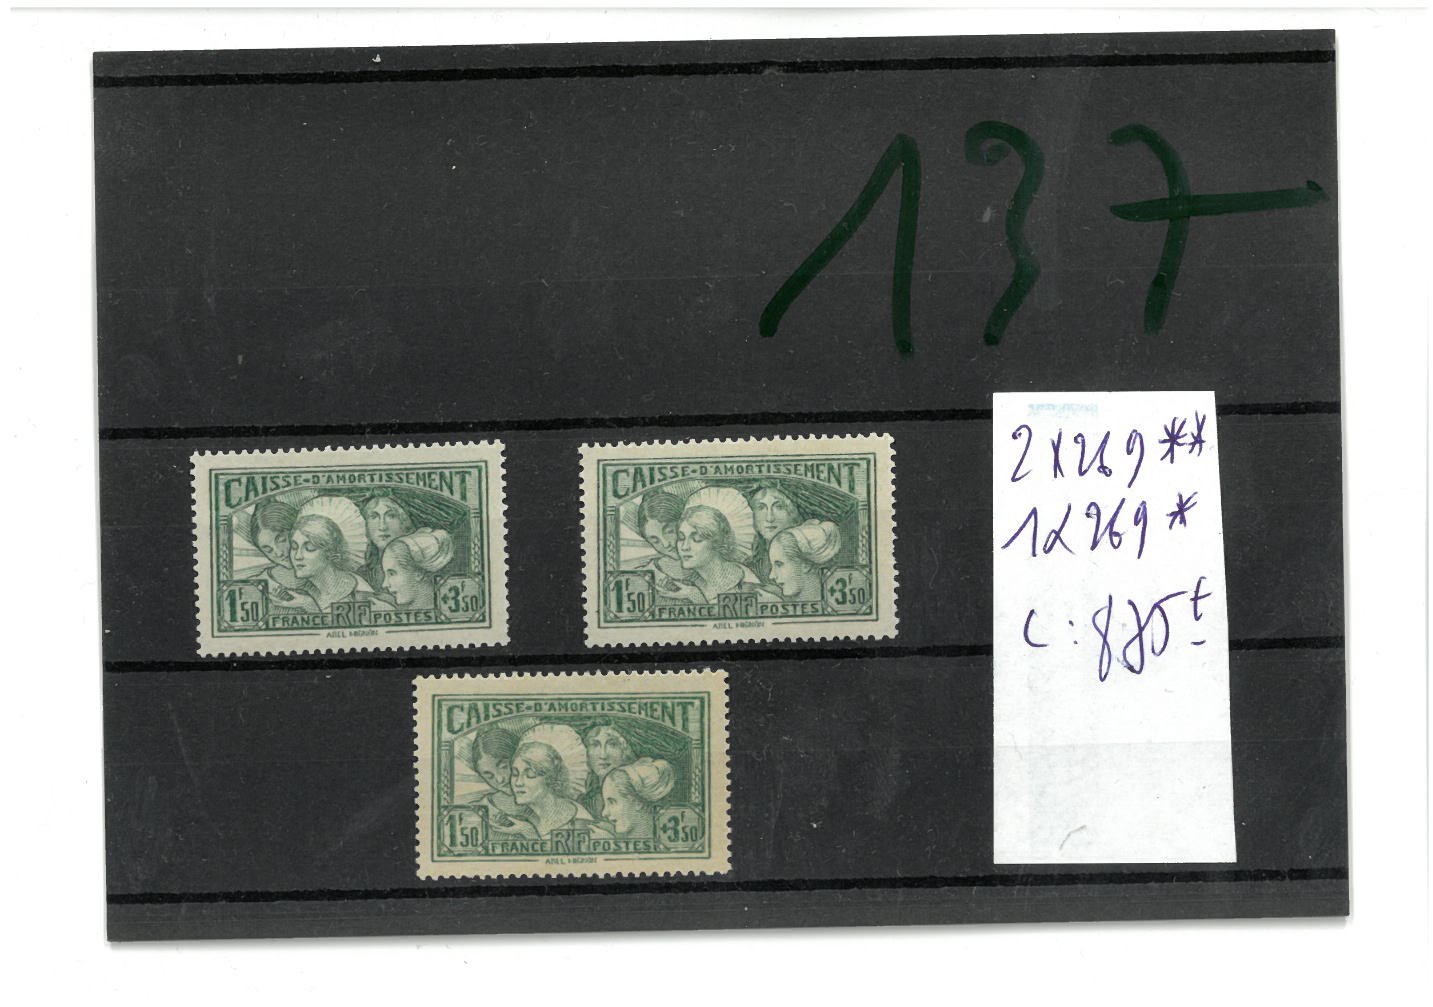 137
CAISSE-D'AMORTISSEMENT
1F50
FRANCE RF POSTES
+3F50
ABEL MIGNON
CAISSE-D'AMORTISSEMENT
1F50
FRANCE RF POSTES
+3F50
ABEL MIGNON
CAISSE-D'AMORTISSEMENT
1F50
FRANCE RF POSTES
+3F50
ABEL MIGNON
2x269 **
1x269 *
C: